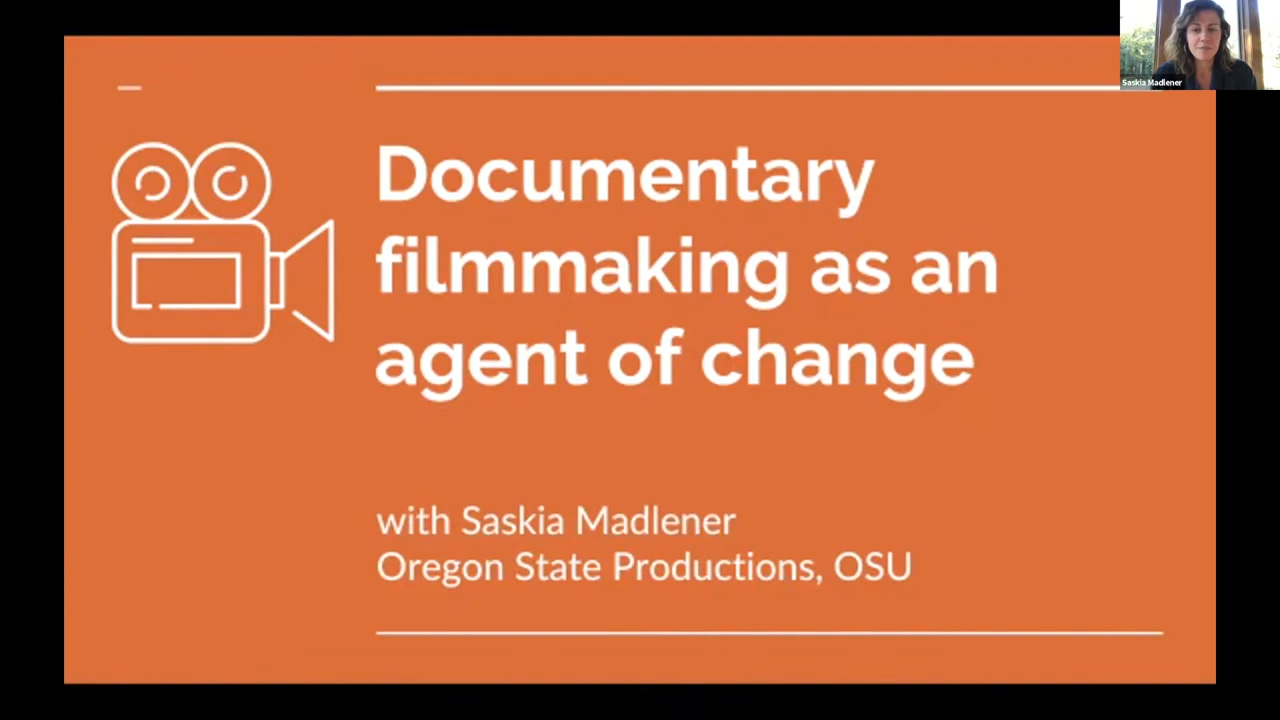 Saskia Madlener
Documentary
filmmaking as an
agent of change
with Saskia Madlener
Oregon State Productions, OSU